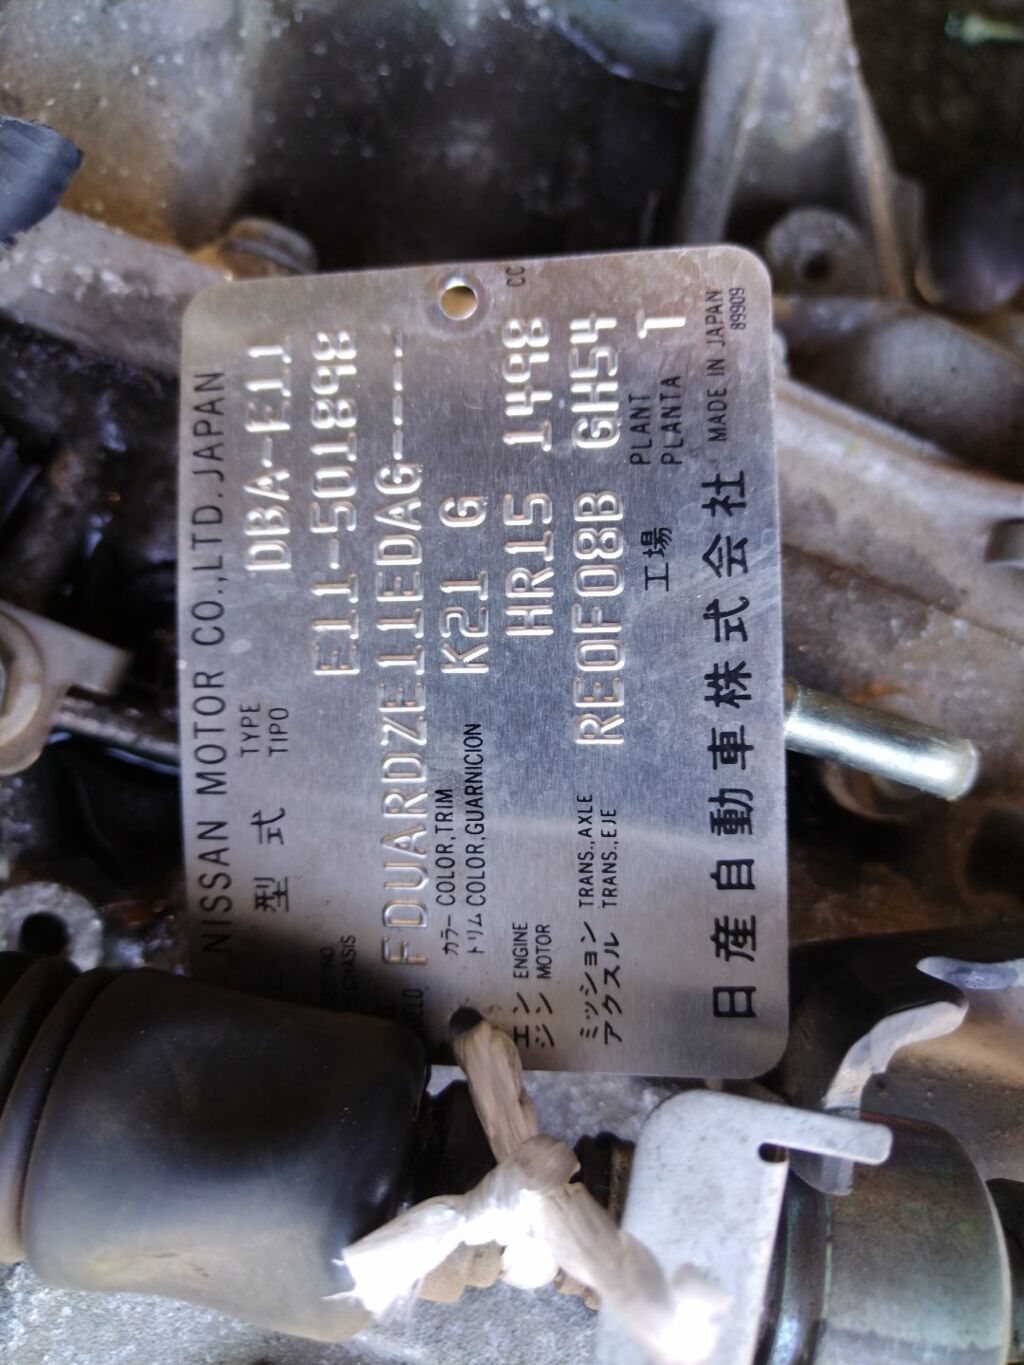 NISSAN MOTOR CO.,LTD.JAPAN
型式 TYPE TIPO DBA-E11
E11-501898
FDUARDZE11EDAG-----
カラー COLOR,TRIM
トリム COLOR,GUARNICION K21 G
CC
エンジン ENGINE MOTOR HR15 1498
ミッション TRANS.,AXLE
アクスル TRANS.,EJE RE0F08B GH54
工場 PLANT PLANTA T
日産自動車株式会社 MADE IN JAPAN
89909